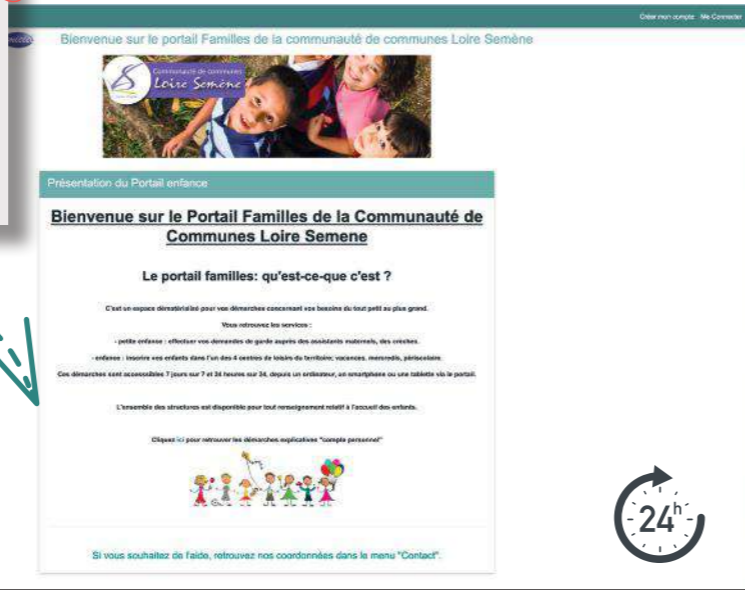 Créer mon compte Me Connecter
Bienvenue sur le portail Familles de la communauté de communes Loire Semène
Communauté de communes
Loire Semène
Présentation du Portail enfance
Bienvenue sur le Portail Familles de la Communauté de
Communes Loire Semene
Le portail familles: qu'est-ce-que c'est ?
C'est un espace dématérialisé pour vos démarches concernant vos besoins du tout petit au plus grand.
Vous retrouvez les services :
- petite enfance : effectuer vos demandes de garde auprès des assistants maternels, des crèches.
- enfance : inscrire vos enfants dans l'un des 4 centres de loisirs du territoire; vacances, mercredis, périscolaire.
Ces démarches sont accesssibles 7 jours sur 7 et 24 heures sur 24, depuis un ordinateur, un smartphone ou une tablette via le portail.
L'ensemble des structures est disponible pour tout renseignement relatif à l'accueil des enfants.
Cliquez ici pour retrouver les démarches explicatives "compte personnel"
24h
Si vous souhaitez de l'aide, retrouvez nos coordonnées dans le menu "Contact".